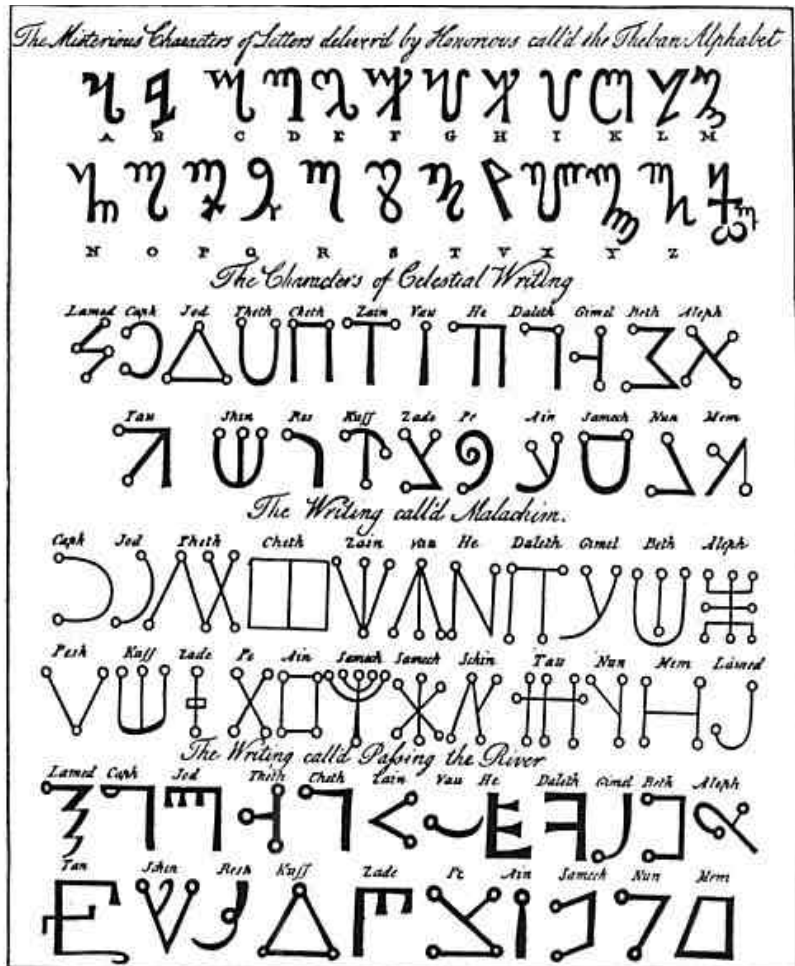 The Misterious Characters of Letters deliver'd by Honorious call'd the Theban Alphabet
A B C D E F G H I K L M
N O P Q R S T V X Y Z
The Characters of Celestial Writing
Lamed Caph Jod Theth Cheth Zain Vau He Daleth Gimel Beth Aleph
Tau Shin Res Kuff Zade Pe Ain Samech Nun Mem
The Writing call'd Malachim.
Caph Jod Theth Cheth Zain Vau He Daleth Gimel Beth Aleph
Resh Kuff Zade Pe Ain Samech Samech Schin Tau Nun Mem Lamed
The Writing call'd Passing the River
Lamed Caph Jod Theth Cheth Zain Vau He Daleth Gimel Beth Aleph
Tau Schin Resh Kuff Zade Pe Ain Samech Nun Mem